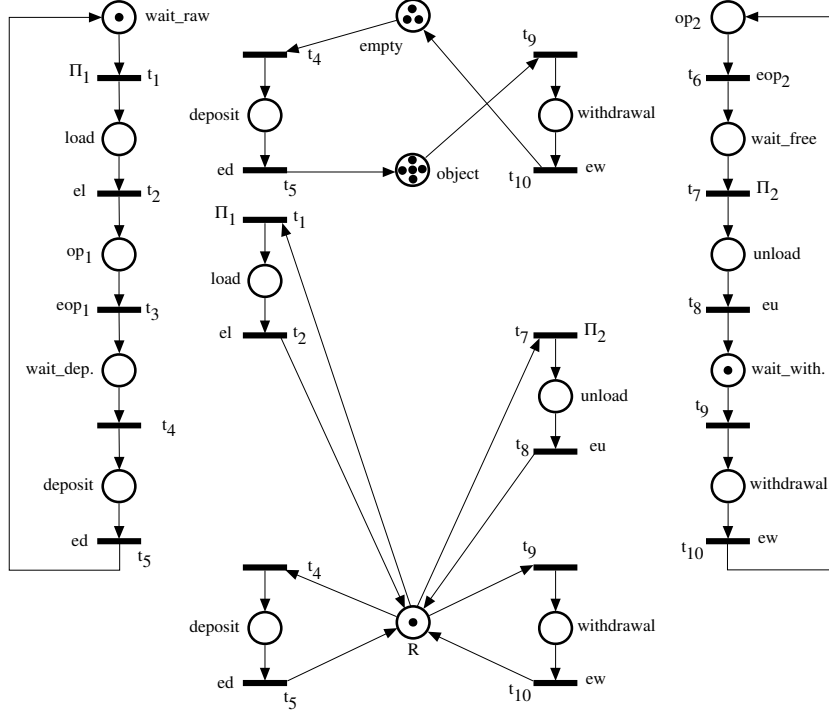 wait_raw
Π1 t1
load
el t2
op1
eop1 t3
wait_dep.
t4
deposit
ed
t5
t4
empty
deposit
ed
t5
object
t9
withdrawal
t10
ew
Π1 t1
load
el t2
t7 Π2
unload
t8 eu
t4
deposit
ed
t5
R
t9
withdrawal
t10
ew
op2
t6 eop2
wait_free
t7 Π2
unload
t8 eu
wait_with.
t9
withdrawal
t10
ew